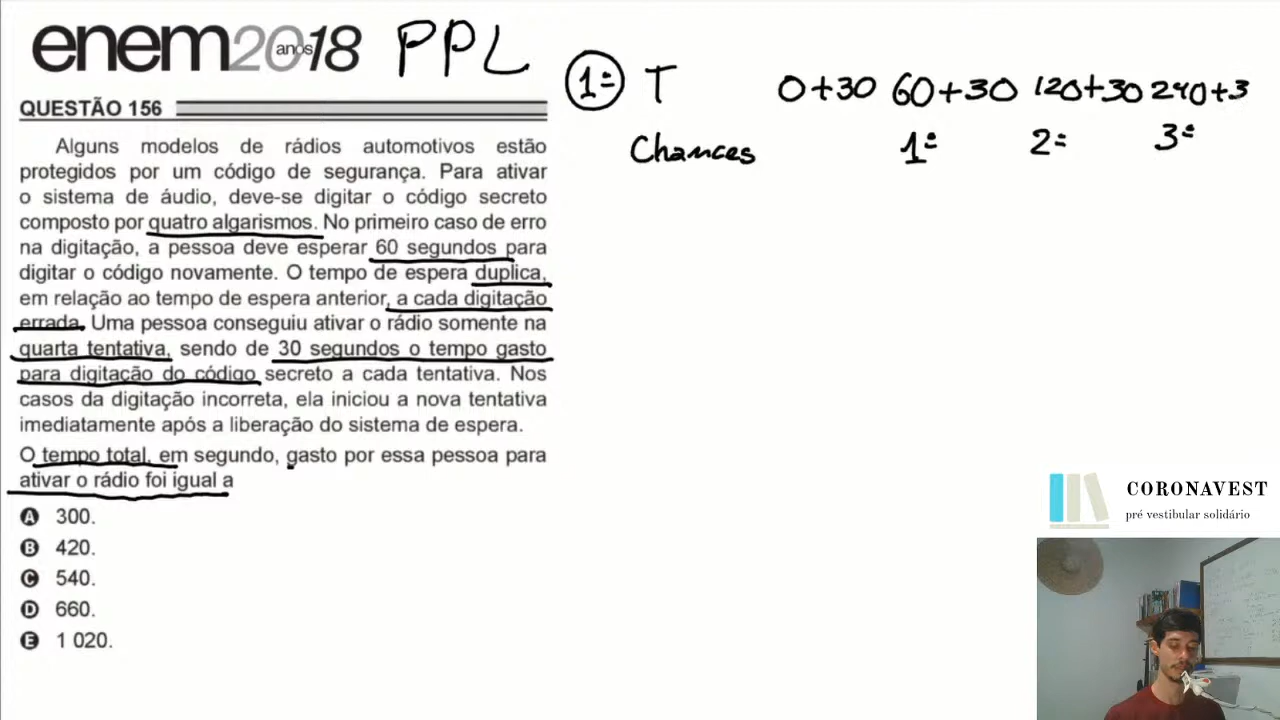 enem2018 PPL
anos
QUESTÃO 156
Alguns modelos de rádios automotivos estão
protegidos por um código de segurança. Para ativar
o sistema de áudio, deve-se digitar o código secreto
composto por quatro algarismos. No primeiro caso de erro
na digitação, a pessoa deve esperar 60 segundos para
digitar o código novamente. O tempo de espera duplica,
em relação ao tempo de espera anterior, a cada digitação
errada. Uma pessoa conseguiu ativar o rádio somente na
quarta tentativa, sendo de 30 segundos o tempo gasto
para digitação do código secreto a cada tentativa. Nos
casos da digitação incorreta, ela iniciou a nova tentativa
imediatamente após a liberação do sistema de espera.
O tempo total, em segundo, gasto por essa pessoa para
ativar o rádio foi igual a
A 300.
B 420.
C 540.
D 660.
E 1 020.
1º T 0+30 60+30 120+30 240+3
Chances 1º 2º 3º
CORONAVEST
pré vestibular solidário